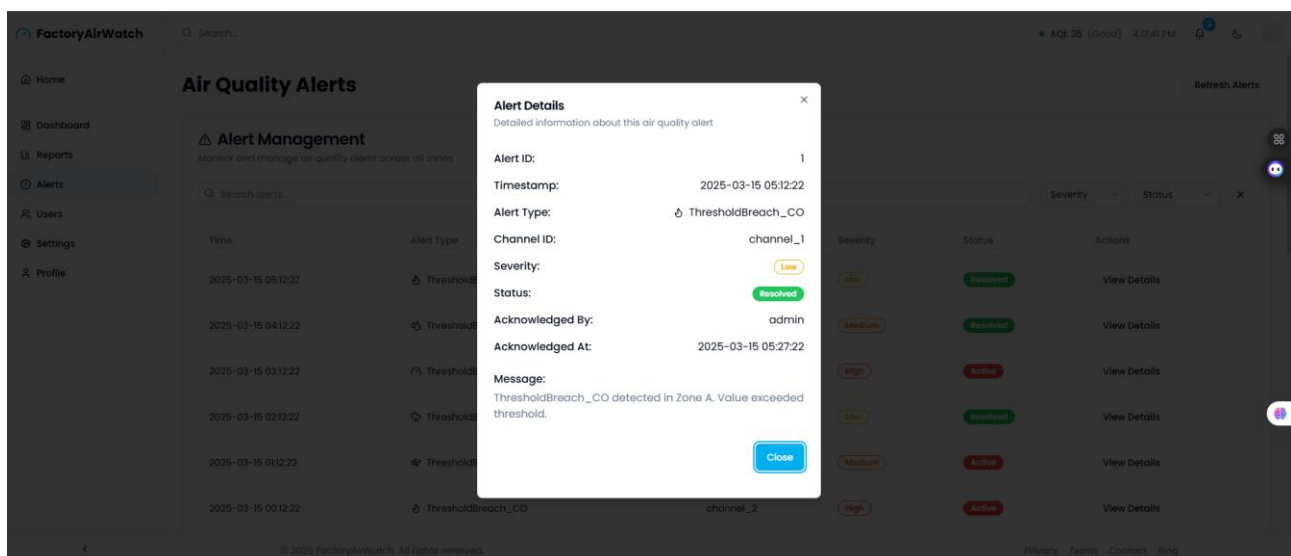 FactoryAirWatch
Search...
AQI: 35 (Good) 4:17:41 PM
3
Home
Dashboard
Reports
Alerts
Users
Settings
Profile
Air Quality Alerts
Refresh Alerts
Alert Management
Monitor and manage air quality alerts across all zones
Search alerts...
Severity Status
Time Alert Type Severity Status Actions
2025-03-15 05:12:22 ThresholdB Low Resolved View Details
2025-03-15 04:12:22 ThresholdB Medium Resolved View Details
2025-03-15 03:12:22 ThresholdB High Active View Details
2025-03-15 02:12:22 ThresholdB Low Resolved View Details
2025-03-15 01:12:22 ThresholdB Medium Active View Details
2025-03-15 00:12:22 ThresholdBreach_CO channel_2 High Active View Details
Alert Details
Detailed information about this air quality alert
Alert ID: 1
Timestamp: 2025-03-15 05:12:22
Alert Type: ThresholdBreach_CO
Channel ID: channel_1
Severity: Low
Status: Resolved
Acknowledged By: admin
Acknowledged At: 2025-03-15 05:27:22
Message:
ThresholdBreach_CO detected in Zone A. Value exceeded
threshold.
Close
© 2025 FactoryAirWatch. All rights reserved.
Privacy Terms Contact Blog